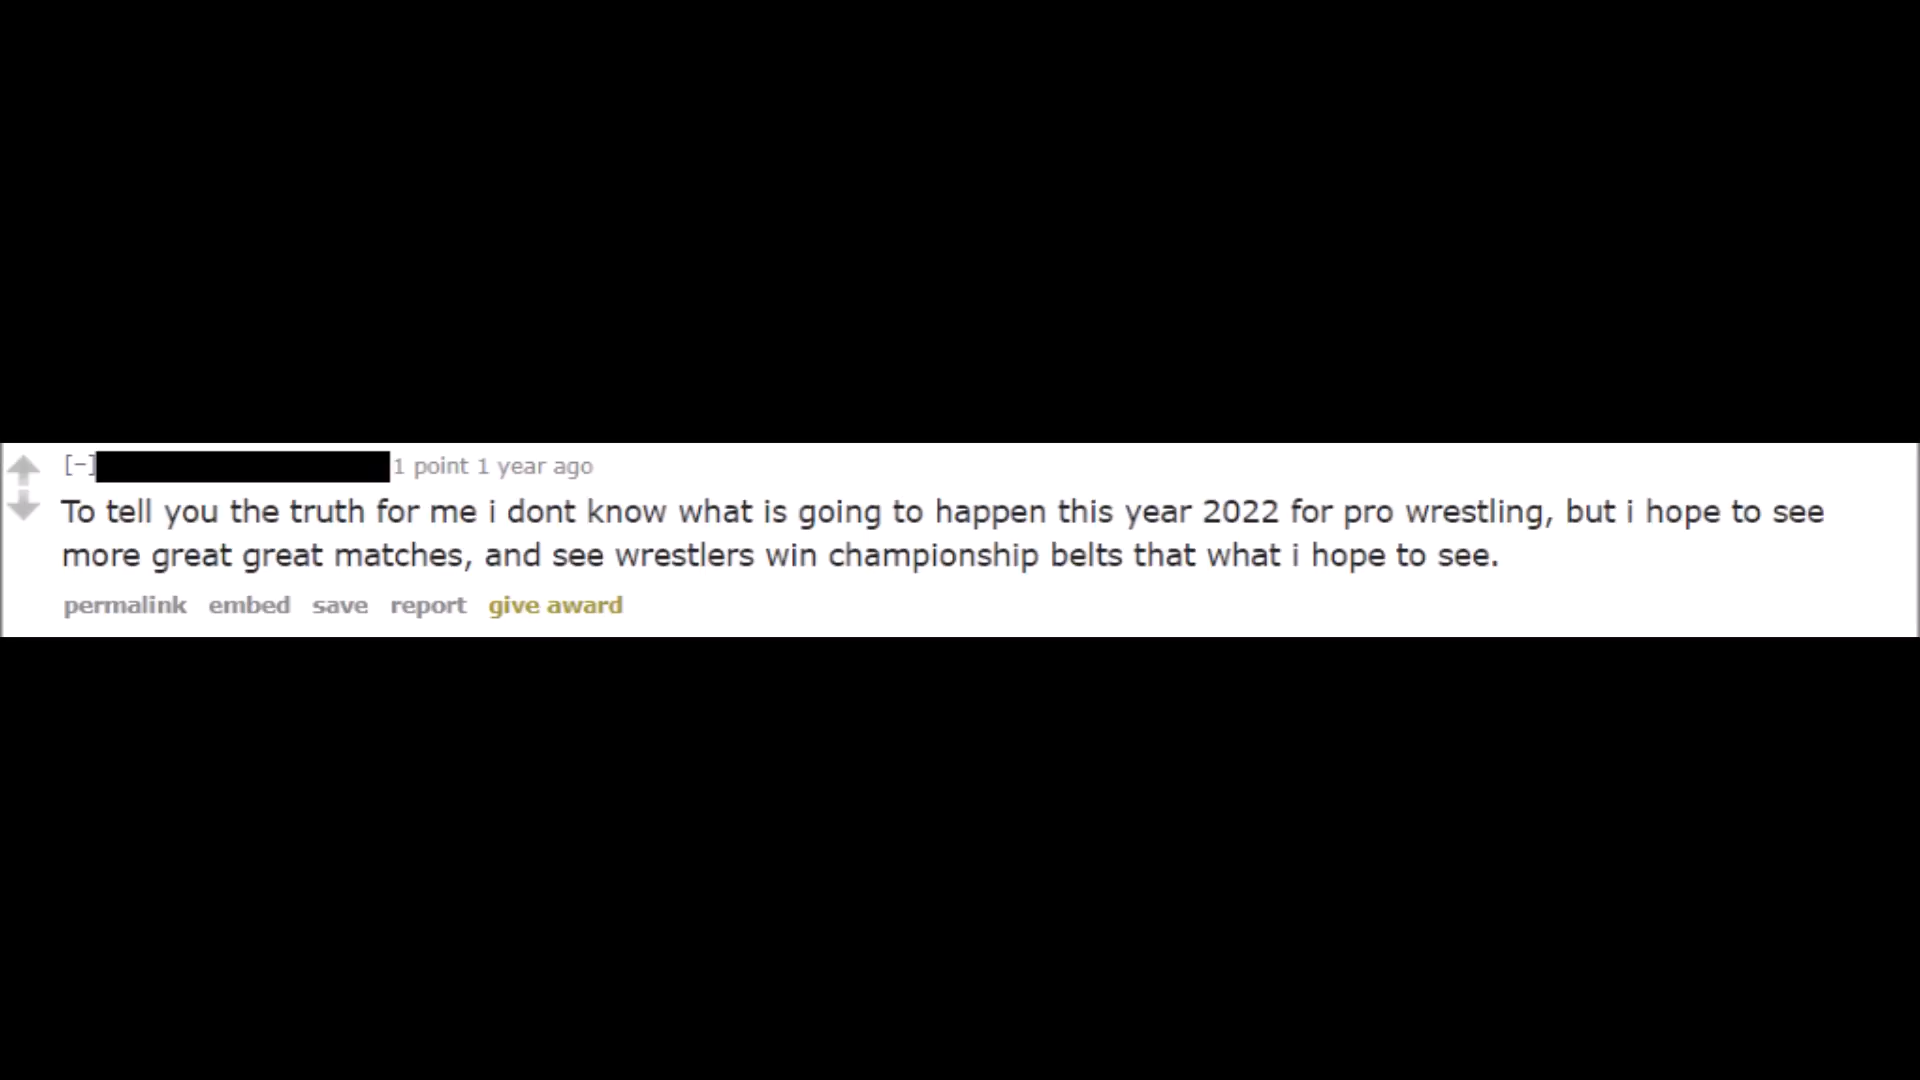 [–] 1 point 1 year ago
To tell you the truth for me i dont know what is going to happen this year 2022 for pro wrestling, but i hope to see
more great great matches, and see wrestlers win championship belts that what i hope to see.
permalink embed save report give award